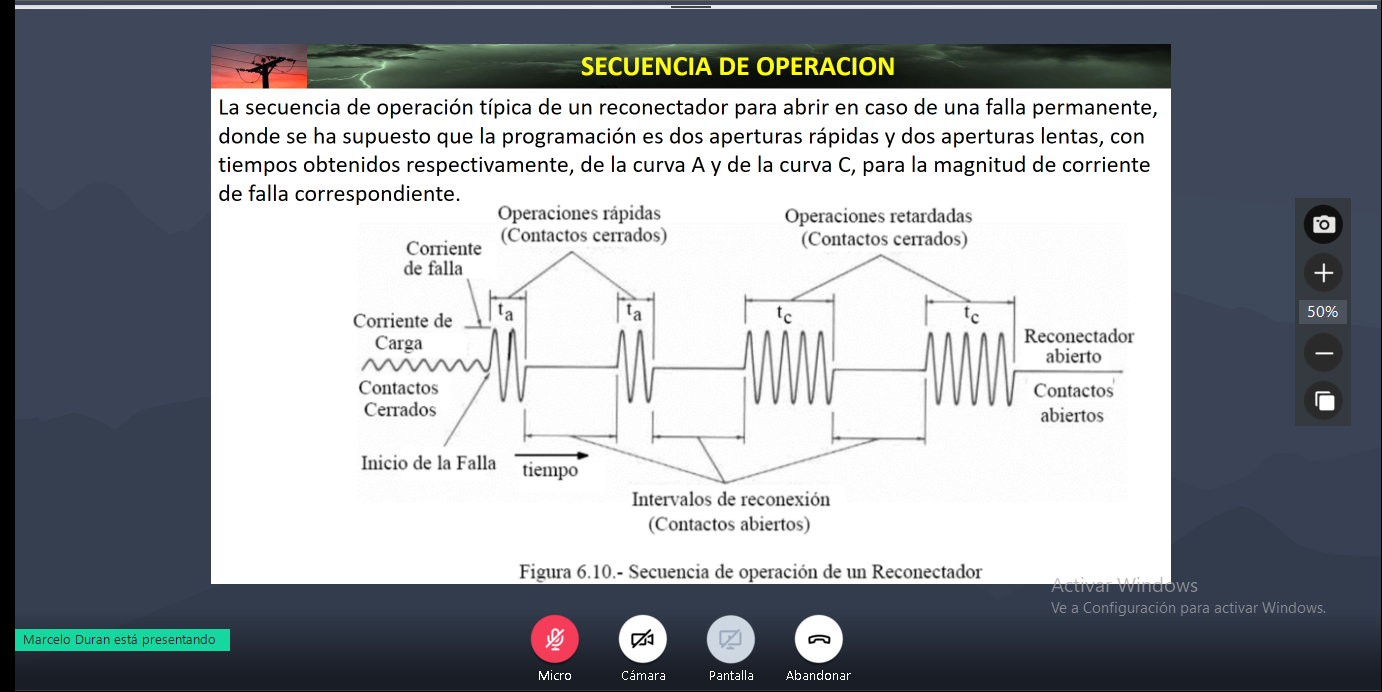 SECUENCIA DE OPERACION
La secuencia de operación típica de un reconectador para abrir en caso de una falla permanente,
donde se ha supuesto que la programación es dos aperturas rápidas y dos aperturas lentas, con
tiempos obtenidos respectivamente, de la curva A y de la curva C, para la magnitud de corriente
de falla correspondiente.
Operaciones rápidas
(Contactos cerrados)
Operaciones retardadas
(Contactos cerrados)
Corriente
de falla
ta
ta
tc
tc
Corriente de
Carga
Reconectador
abierto
Contactos
Cerrados
Contactos
abiertos
Inicio de la Falla
tiempo
Intervalos de reconexión
(Contactos abiertos)
Figura 6.10.- Secuencia de operación de un Reconectador
50%
Activar Windows
Ve a Configuración para activar Windows.
Marcelo Duran está presentando
Micro
Cámara
Pantalla
Abandonar